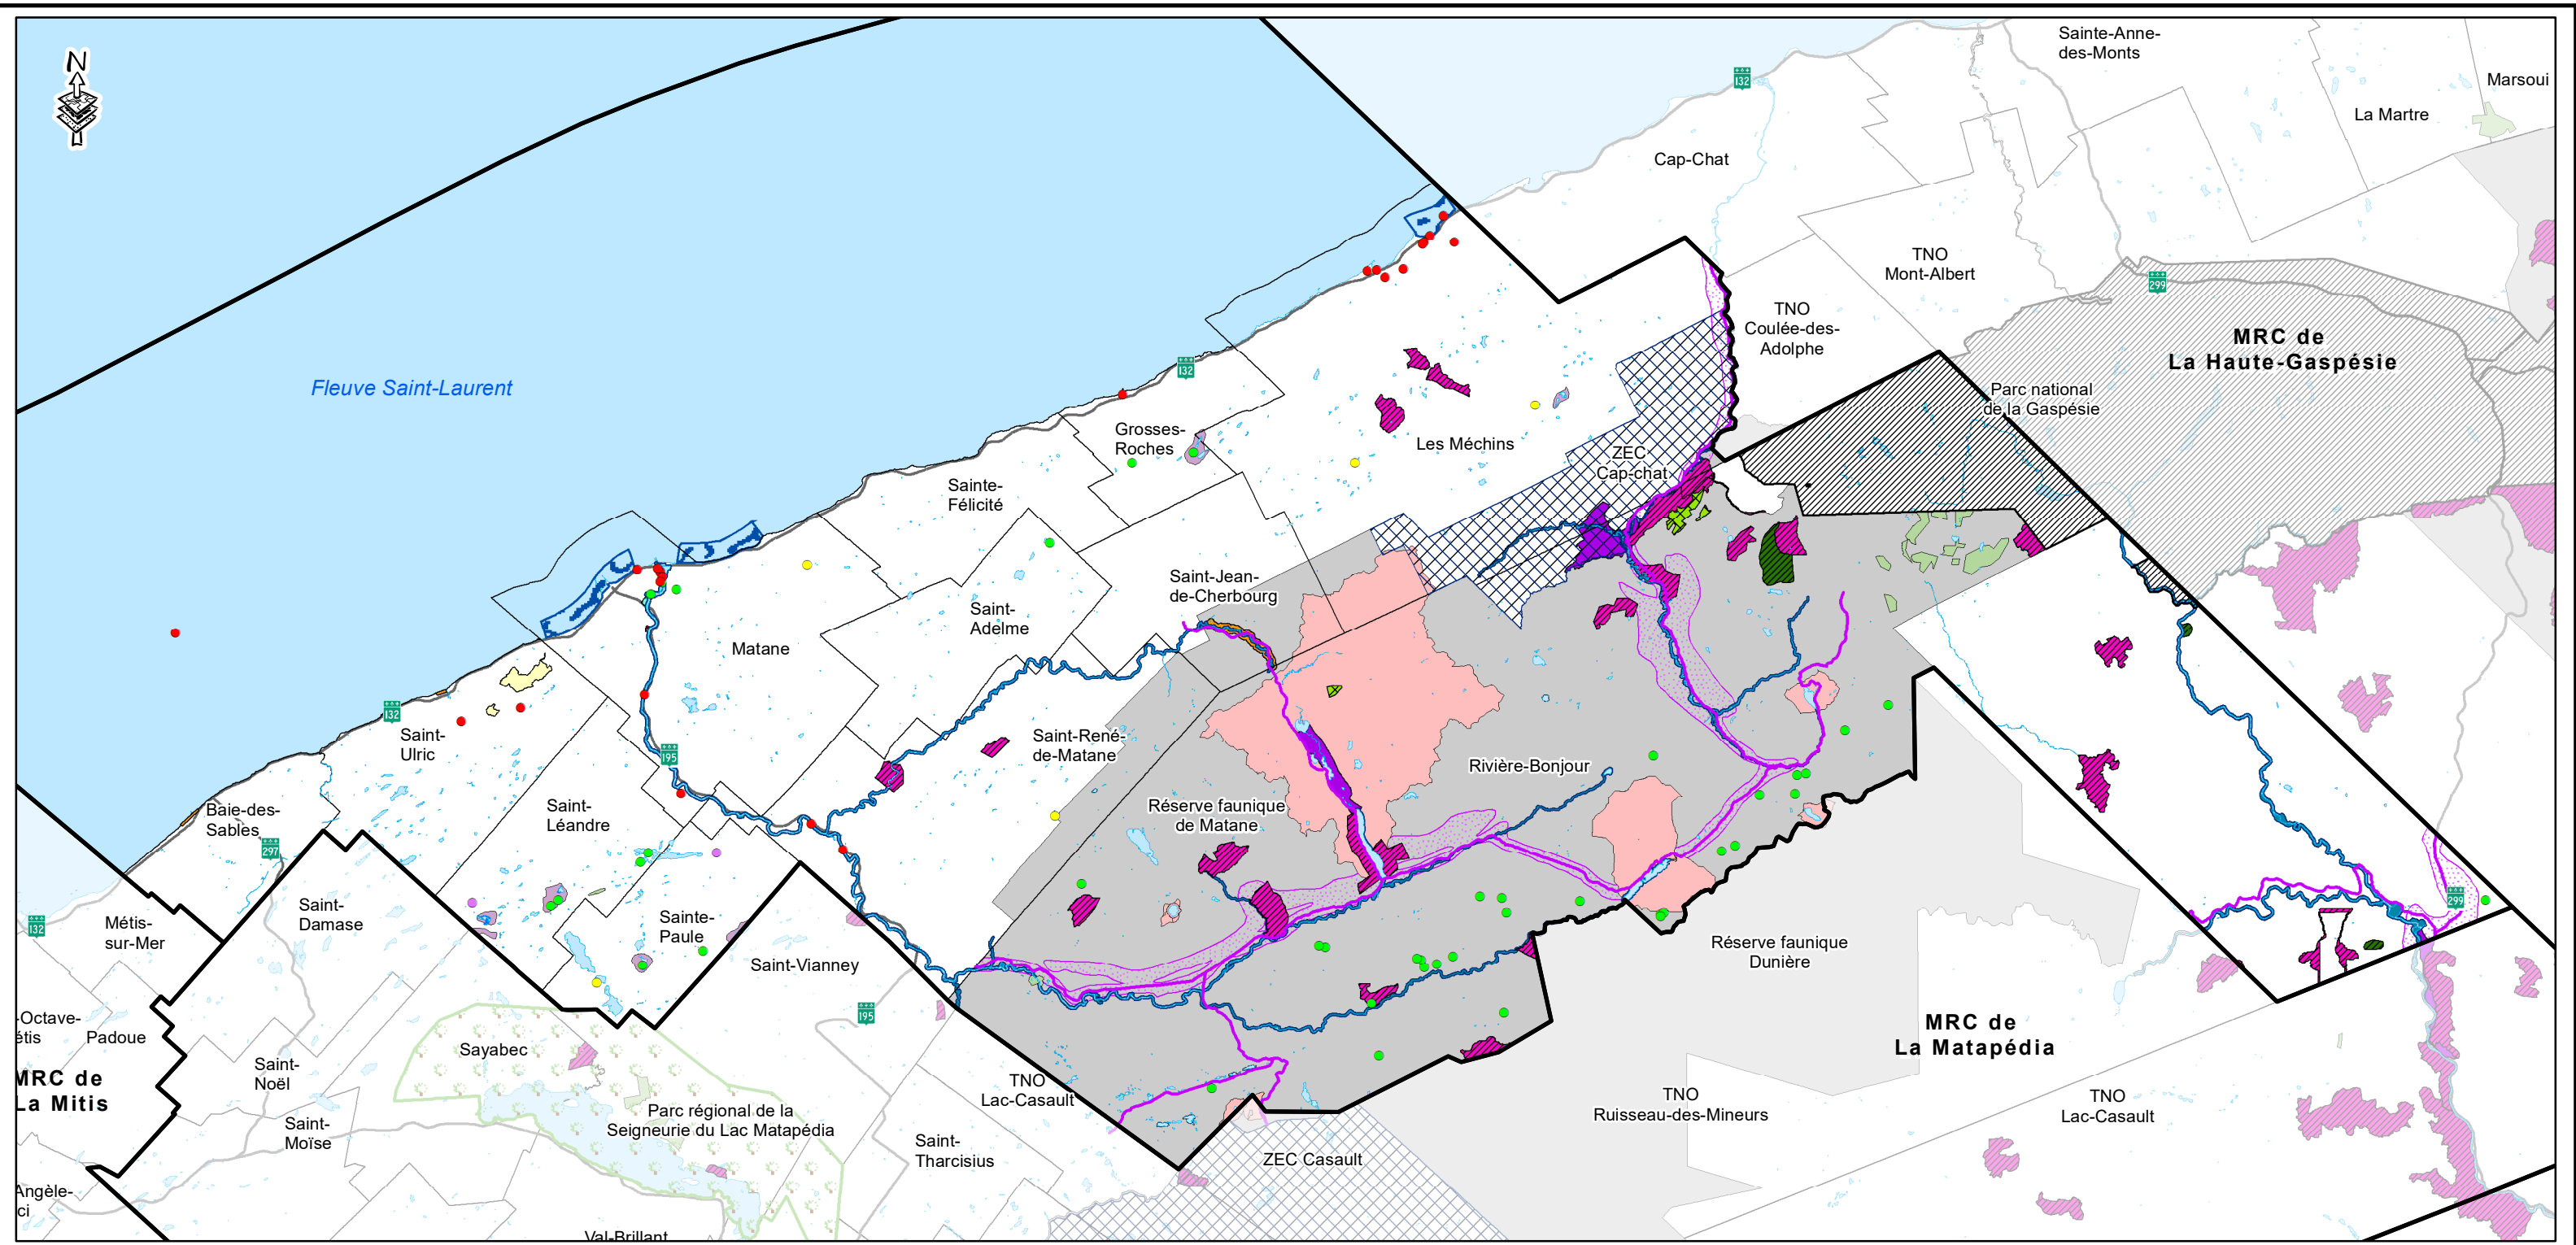 N
Sainte-Anne-
des-Monts
Marsoui
132
La Martre
Cap-Chat
TNO
Mont-Albert
299
TNO
Coulée-des-
Adolphe
MRC de
La Haute-Gaspésie
132
Fleuve Saint-Laurent
Parc national
de la Gaspésie
Grosses-
Roches
Les Méchins
ZEC
Cap-chat
Sainte-
Félicité
Saint-Jean-
de-Cherbourg
Saint-
Adelme
Matane
132
Saint-
Ulric
195
Saint-René-
de-Matane
Rivière-Bonjour
Réserve faunique
de Matane
Baie-des-
Sables
297
Saint-
Léandre
Saint-
Damase
Métis-
sur-Mer
132
Sainte-
Paule
Saint-Vianney
299
Réserve faunique
Dunière
195
-Octave-
étis
Padoue
MRC de
La Matapédia
Sayabec
Saint-
Noël
MRC de
La Mitis
TNO
Lac-Casault
Parc régional de la
Seigneurie du Lac Matapédia
TNO
Ruisseau-des-Mineurs
TNO
Lac-Casault
Saint-
Moïse
Saint-
Tharcisius
ZEC Casault
Angèle-
ci
Val-Brillant